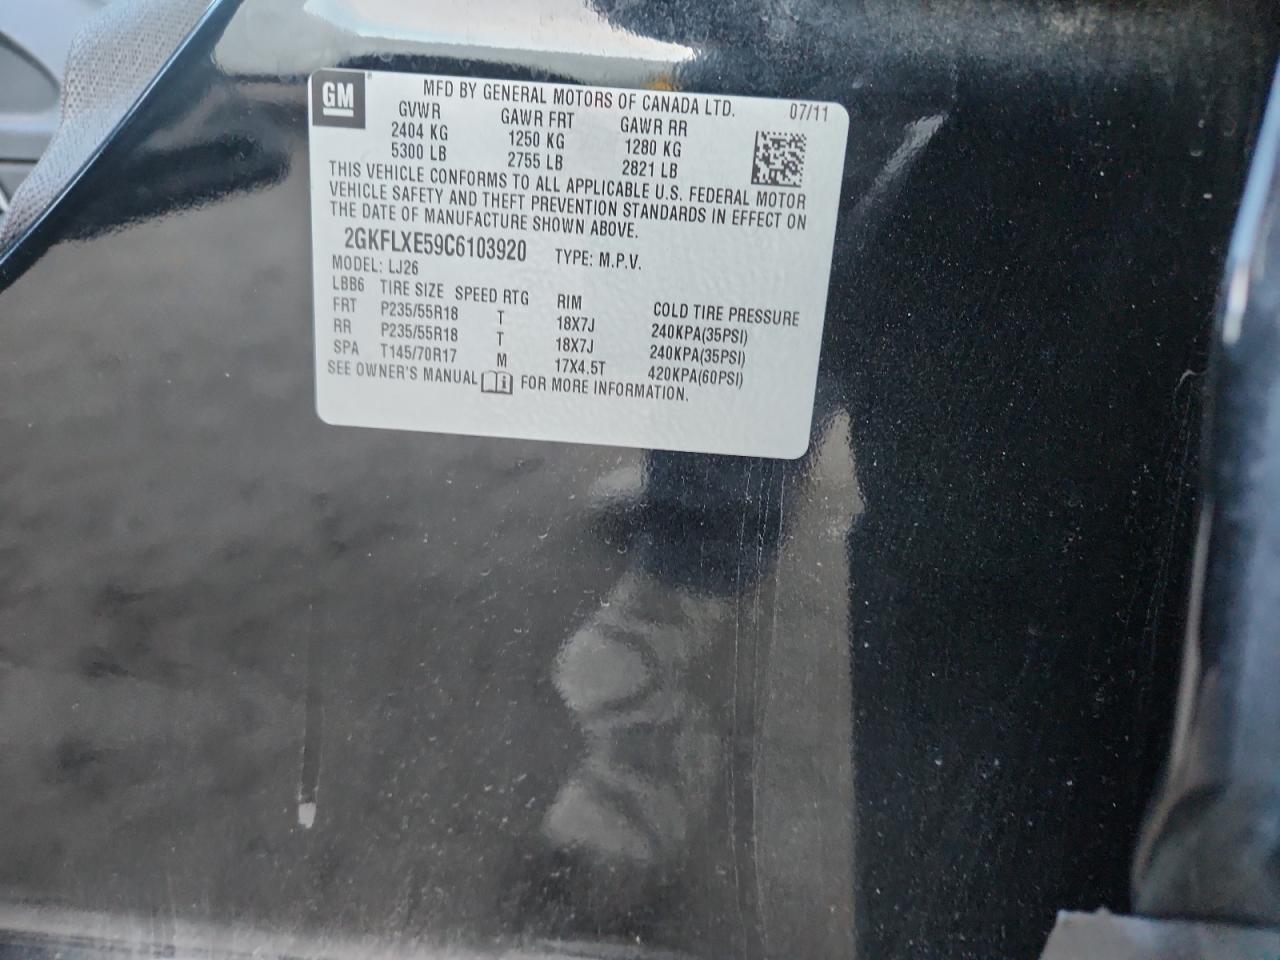 GM
MFD BY GENERAL MOTORS OF CANADA LTD. 07/11
GVWR GAWR FRT GAWR RR
2404 KG 1250 KG 1280 KG
5300 LB 2755 LB 2821 LB
THIS VEHICLE CONFORMS TO ALL APPLICABLE U.S. FEDERAL MOTOR
VEHICLE SAFETY AND THEFT PREVENTION STANDARDS IN EFFECT ON
THE DATE OF MANUFACTURE SHOWN ABOVE.
2GKFLXE59C6103920 TYPE: M.P.V.
MODEL: LJ26
LBB6 TIRE SIZE SPEED RTG RIM COLD TIRE PRESSURE
FRT P235/55R18 T 18X7J 240KPA(35PSI)
RR P235/55R18 T 18X7J 240KPA(35PSI)
SPA T145/70R17 M 17X4.5T 420KPA(60PSI)
SEE OWNER'S MANUAL FOR MORE INFORMATION.